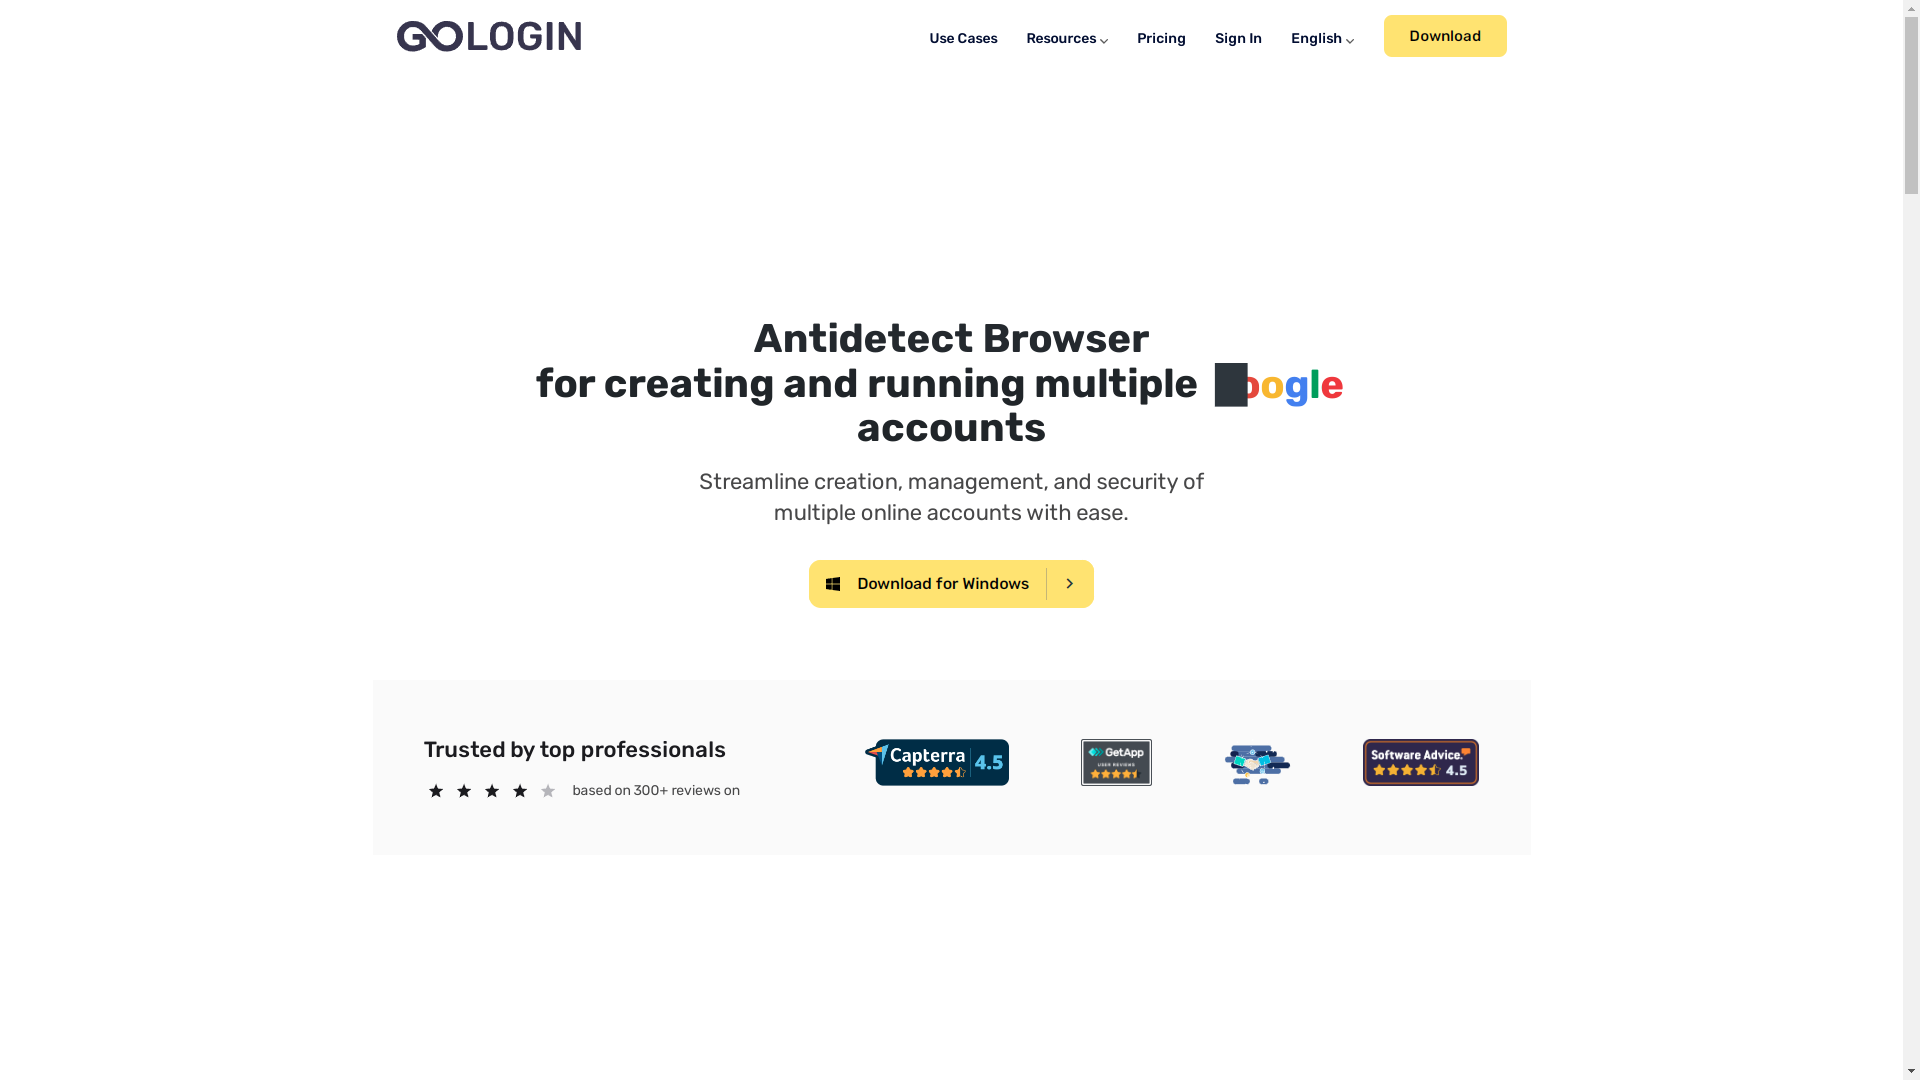 GOLOGIN
Use Cases
Resources
Pricing
Sign In
English
Download
Antidetect Browser
for creating and running multiple oogle
accounts
Streamline creation, management, and security of
multiple online accounts with ease.
Download for Windows
Trusted by top professionals
based on 300+ reviews on
Capterra
4.5
GetApp
USER REVIEWS
Software Advice.
4.5